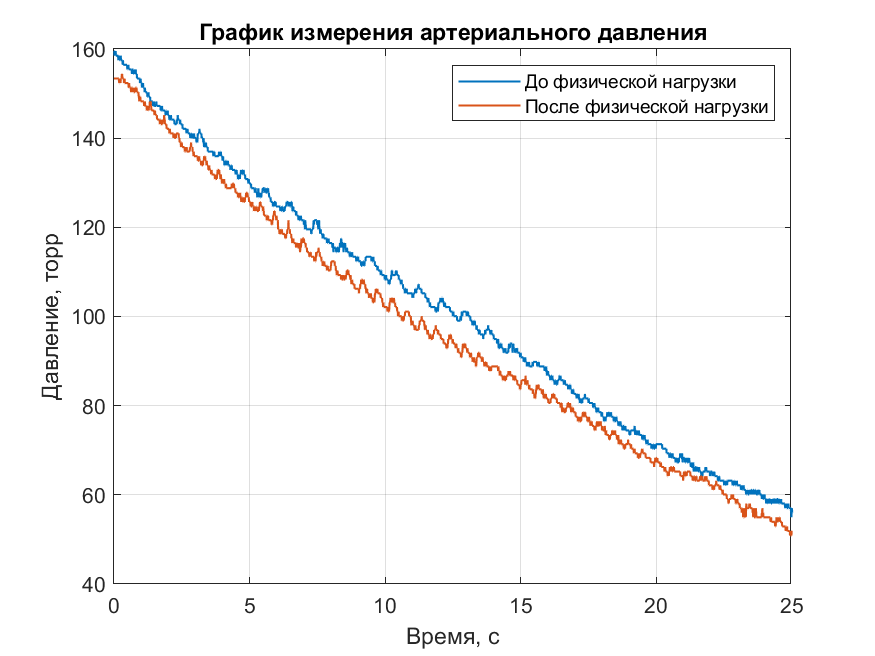 График измерения артериального давления
До физической нагрузки
После физической нагрузки
Давление, торр
160
140
120
100
80
60
40
0 5 10 15 20 25
Время, с